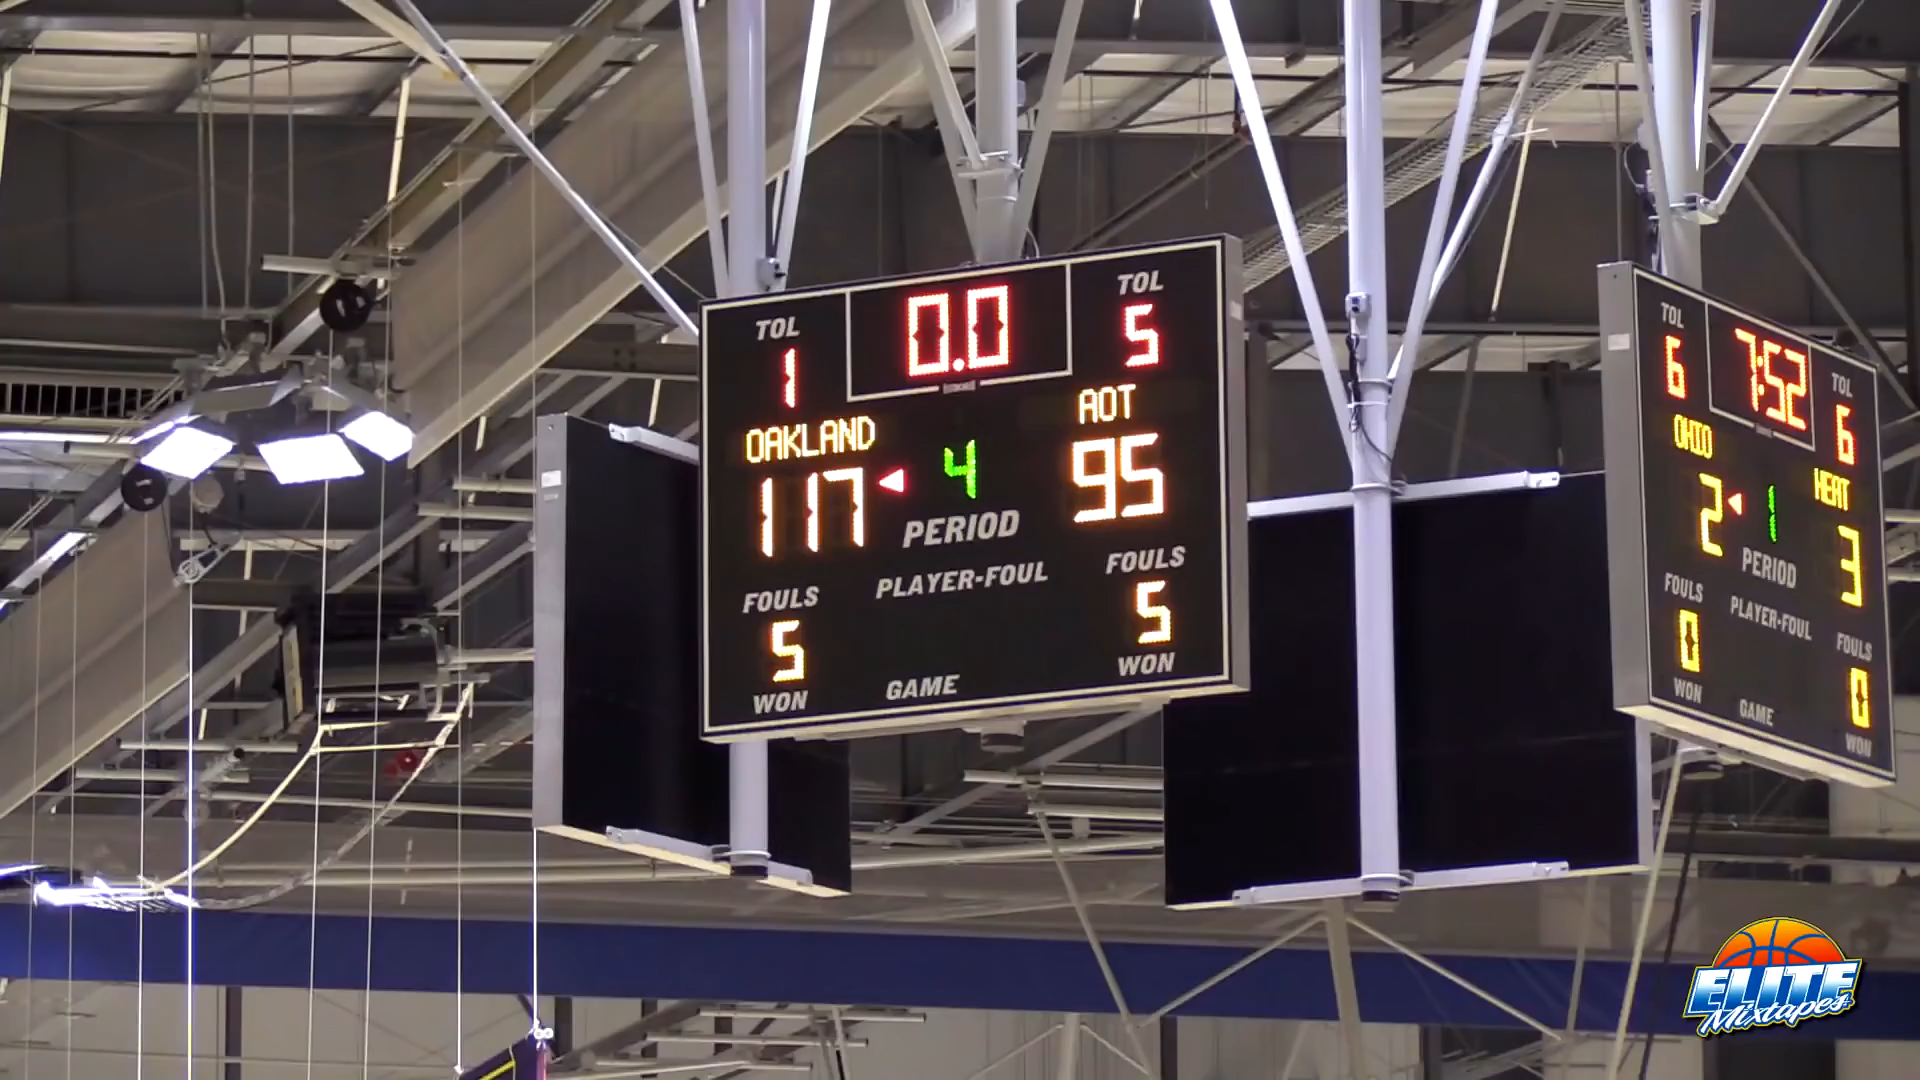 TOL
1
0.0
TOL
5
OAKLAND
117
4
PERIOD
AOT
95
PLAYER-FOUL
FOULS
5
WON
GAME
FOULS
5
WON
TOL
6
7:52
TOL
6
OHIO
2
1
PERIOD
HEAT
3
PLAYER-FOUL
FOULS
0
WON
GAME
FOULS
0
WON
ELITE
Mixtapes